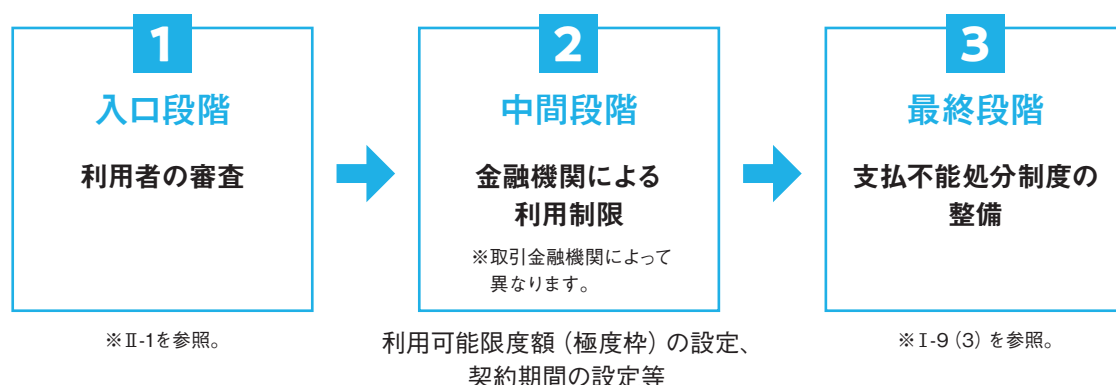 1
入口段階
利用者の審査
※Ⅱ-1を参照。
2
中間段階
金融機関による
利用制限
※取引金融機関によって
異なります。
利用可能限度額（極度枠）の設定、
契約期間の設定等
3
最終段階
支払不能処分制度の
整備
※Ⅰ-9（3）を参照。